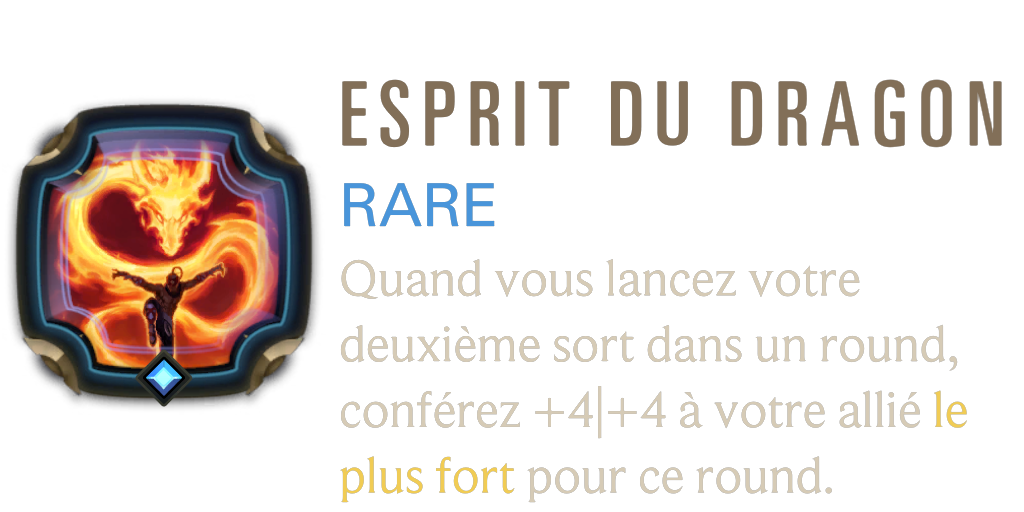 ESPRIT DU DRAGON
RARE
Quand vous lancez votre
deuxième sort dans un round,
conférez +4|+4 à votre allié le
plus fort pour ce round.